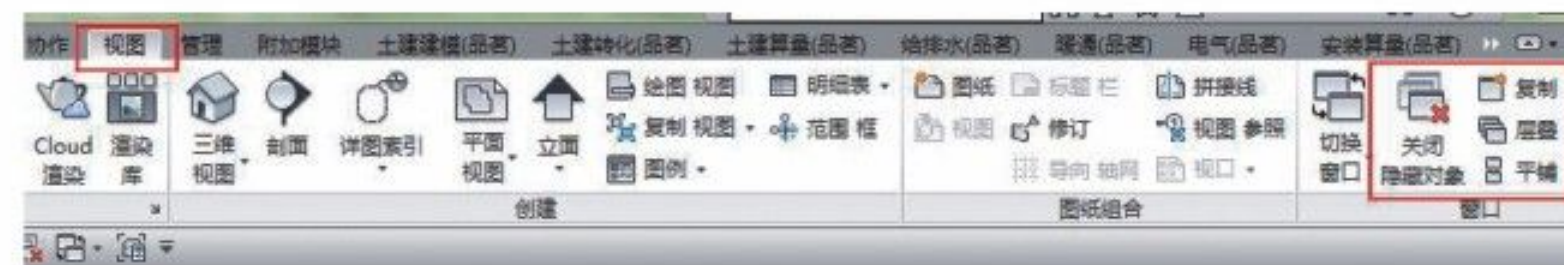 协作 视图 管理 附加模块 土建建模(品茗) 土建转化(品茗) 土建算量(品茗) 给排水(品茗) 暖通(品茗) 电气(品茗) 安装算量(品茗)
Cloud 渲染 渲染 库 三维 视图 剖面 详图索引 平面 视图 立面 绘图 视图 明细表 图纸 标题 栏 拼接线 切换 窗口 关闭 隐藏对象 复制
复制 视图 范围 框 视图 修订 视图 参照 层叠
图例 导向 轴网 视口 平铺
创建 图纸组合 窗口